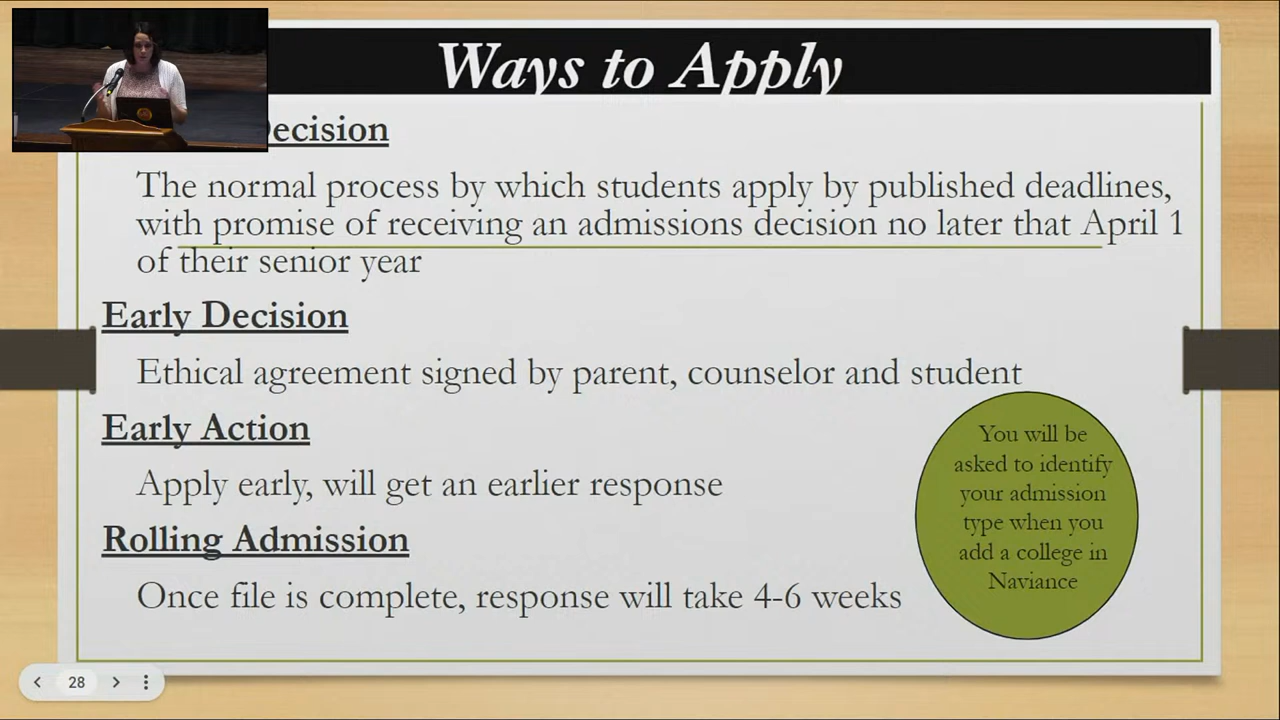 Ways to Apply
ecision
The normal process by which students apply by published deadlines,
with promise of receiving an admissions decision no later that April 1
of their senior year
Early Decision
Ethical agreement signed by parent, counselor and student
Early Action
Apply early, will get an earlier response
Rolling Admission
Once file is complete, response will take 4-6 weeks
You will be
asked to identify
your admission
type when you
add a college in
Naviance
28